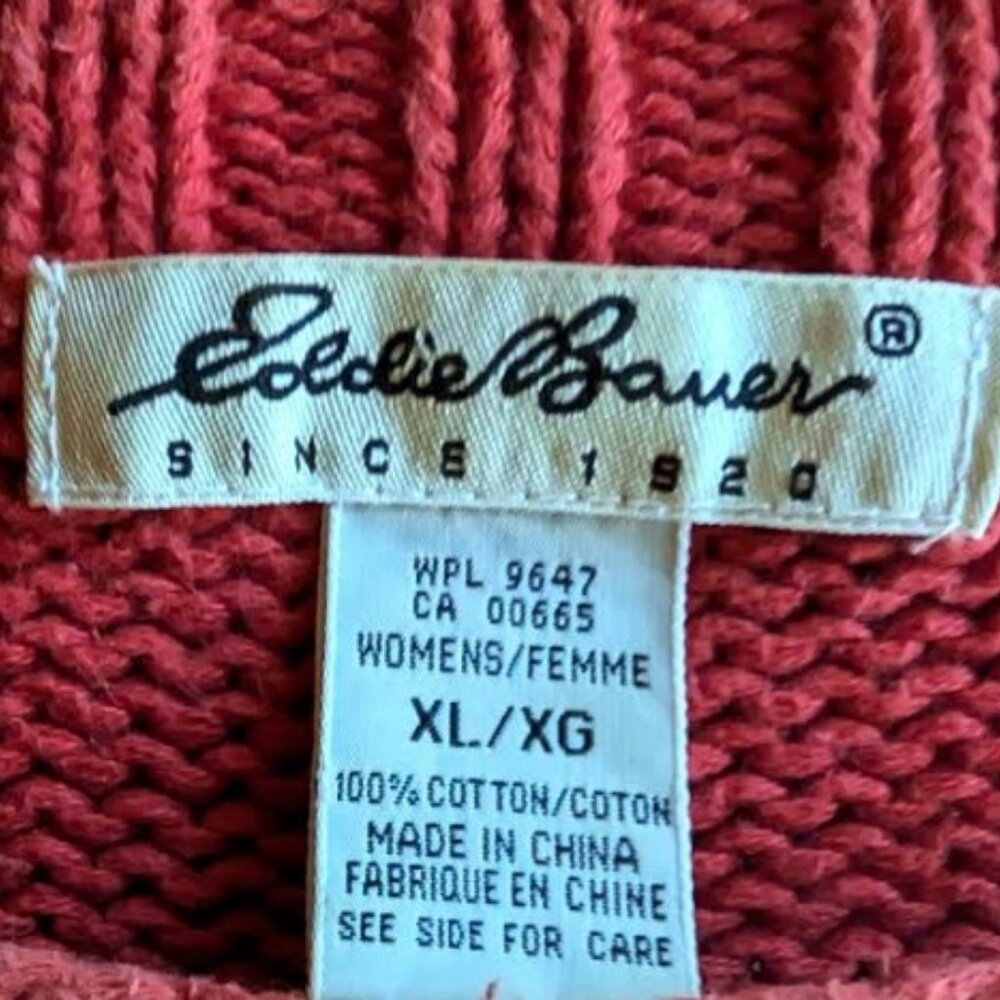 Eddie Bauer®
SINCE 1920
WPL 9647
CA 00665
WOMENS/FEMME
XL/XG
100% COTTON/COTON
MADE IN CHINA
FABRIQUE EN CHINE
SEE SIDE FOR CARE